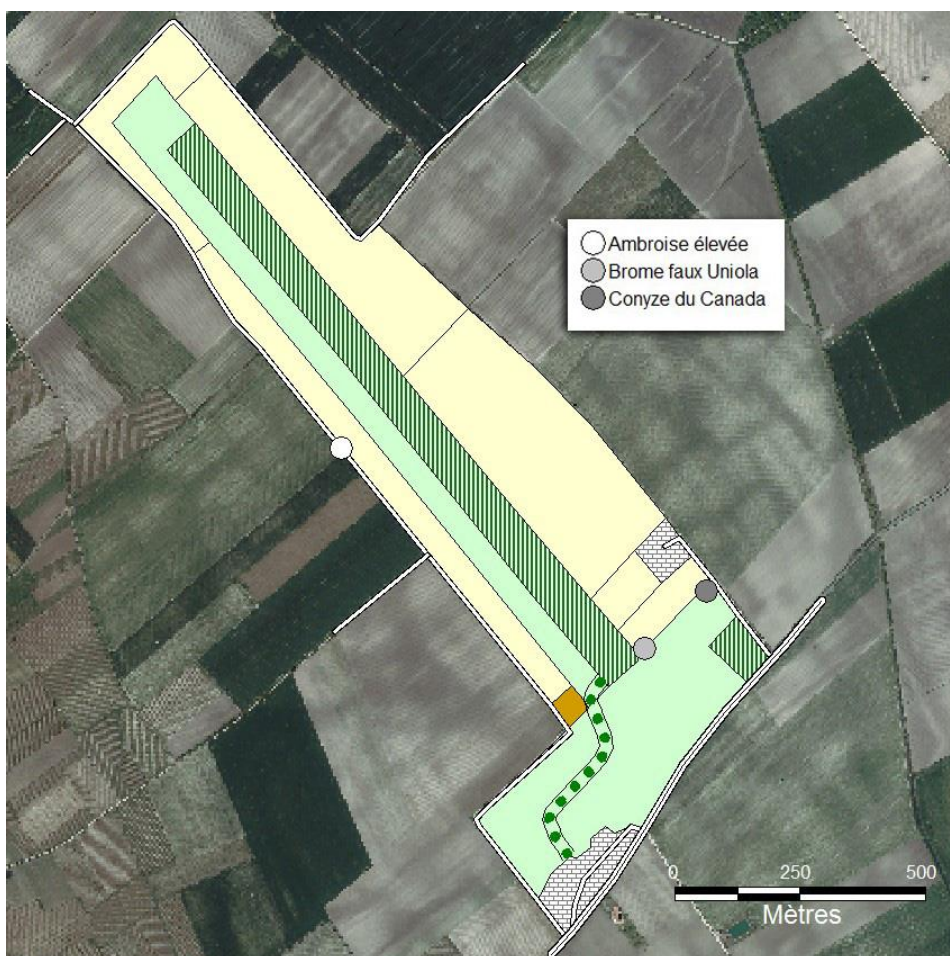 Ambroise élevée
Brome faux Uniola
Conyze du Canada
0 250 500
Mètres